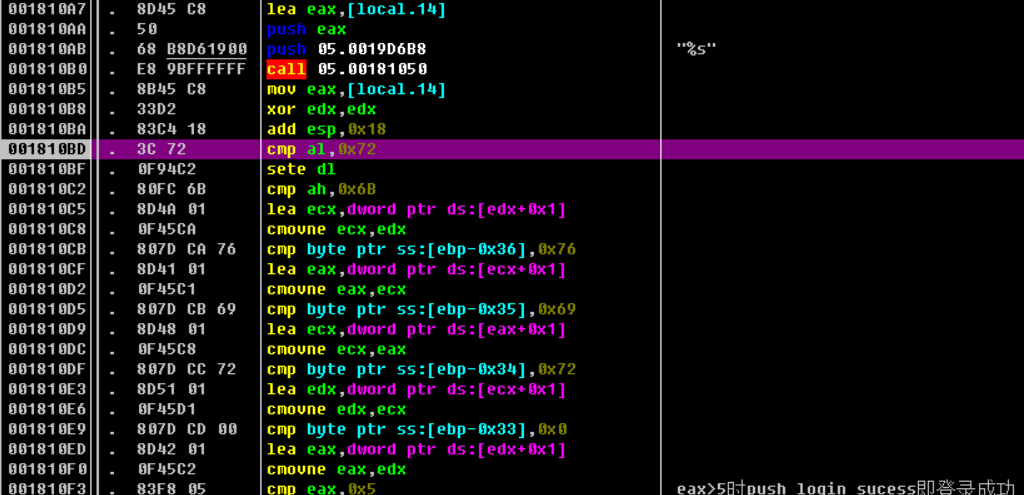 001810A7 . 8D45 C8 lea eax,[local.14]
001810AA . 50 push eax
001810AB . 68 B8D61900 push 05.0019D6B8 "%s"
001810B0 . E8 9BFFFFFF call 05.00181050
001810B5 . 8B45 C8 mov eax,[local.14]
001810B8 . 33D2 xor edx,edx
001810BA . 83C4 18 add esp,0x18
001810BD . 3C 72 cmp al,0x72
001810BF . 0F94C2 sete dl
001810C2 . 80FC 6B cmp ah,0x6B
001810C5 . 8D4A 01 lea ecx,dword ptr ds:[edx+0x1]
001810C8 . 0F45CA cmovne ecx,edx
001810CB . 807D CA 76 cmp byte ptr ss:[ebp-0x36],0x76
001810CF . 8D41 01 lea eax,dword ptr ds:[ecx+0x1]
001810D2 . 0F45C1 cmovne eax,ecx
001810D5 . 807D CB 69 cmp byte ptr ss:[ebp-0x35],0x69
001810D9 . 8D48 01 lea ecx,dword ptr ds:[eax+0x1]
001810DC . 0F45C8 cmovne ecx,eax
001810DF . 807D CC 72 cmp byte ptr ss:[ebp-0x34],0x72
001810E3 . 8D51 01 lea edx,dword ptr ds:[ecx+0x1]
001810E6 . 0F45D1 cmovne edx,ecx
001810E9 . 807D CD 00 cmp byte ptr ss:[ebp-0x33],0x0
001810ED . 8D42 01 lea eax,dword ptr ds:[edx+0x1]
001810F0 . 0F45C2 cmovne eax,edx
001810F3 . 83F8 05 cmp eax,0x5 eax>5时push login sucess即登录成功